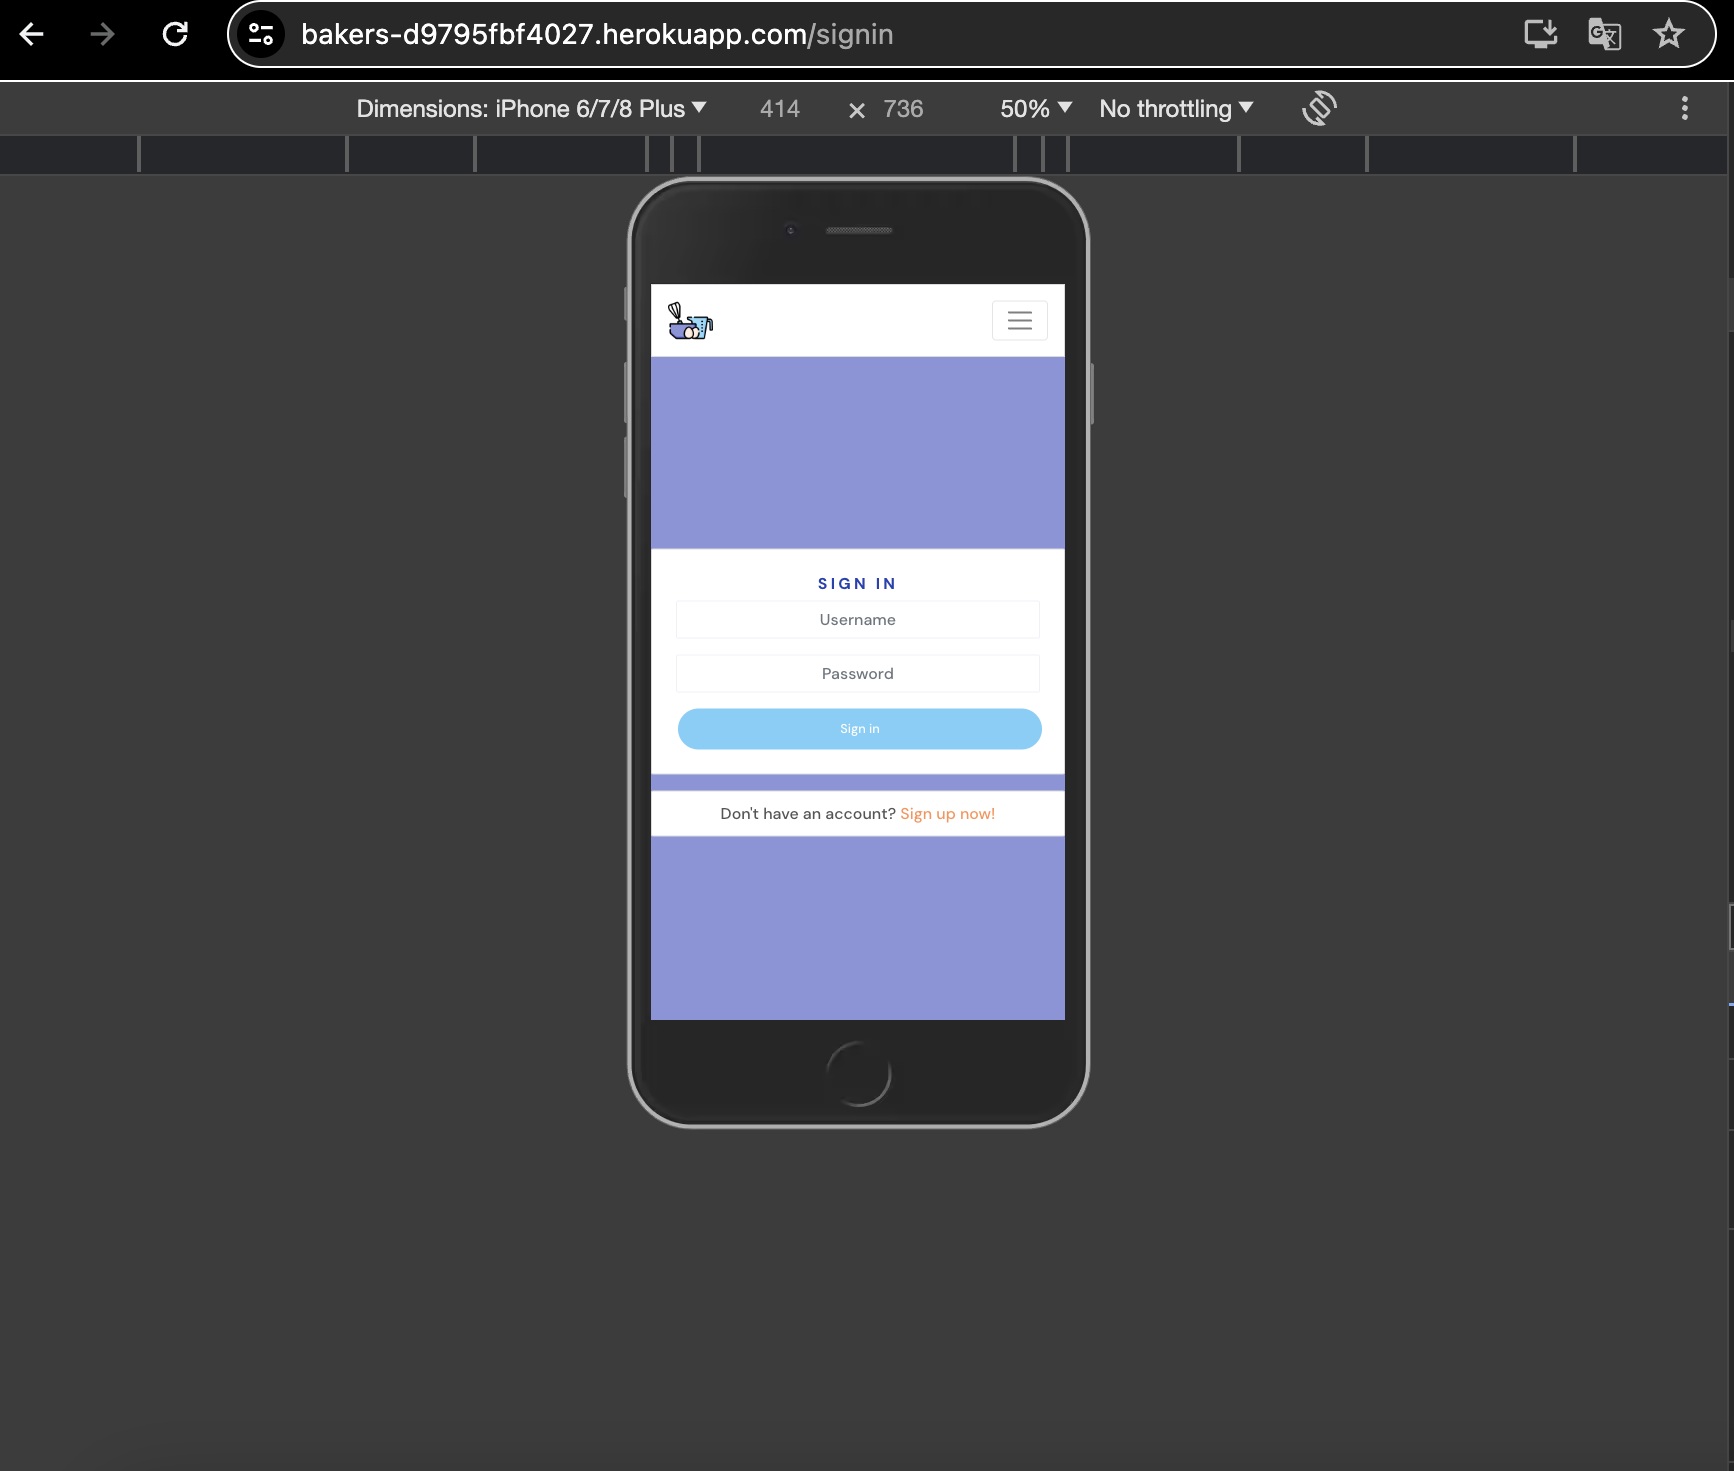 bakers-d9795fbf4027.herokuapp.com/signin
Dimensions: iPhone 6/7/8 Plus 414 × 736 50% No throttling
SIGN IN
Username
Password
Sign in
Don't have an account? Sign up now!